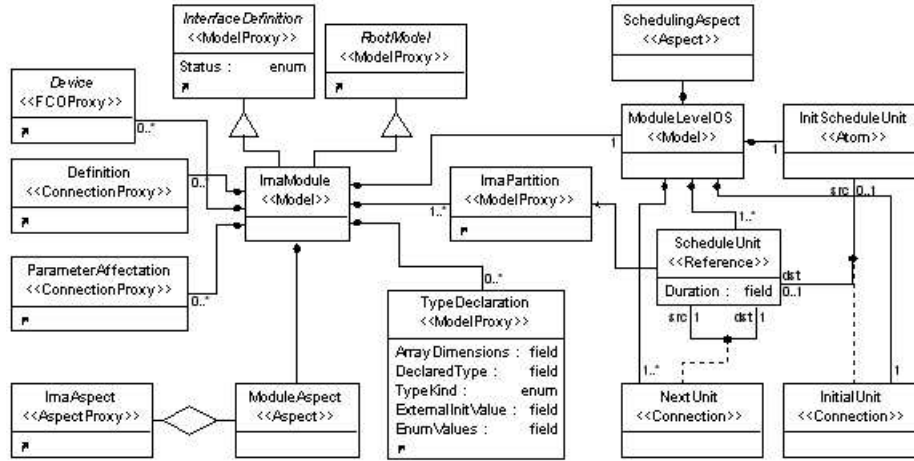 InterfaceDefinition
<<ModelProxy>>
Status : enum
RootModel
<<ModelProxy>>
SchedulingAspect
<<Aspect>>
Device
<<FCOProxy>>
0..*
ModuleLevelOS
<<Model>>
1
1
InitScheduleUnit
<<Atom>>
Definition
<<ConnectionProxy>>
0..*
ImaModule
<<Model>>
ImaPartition
<<ModelProxy>>
1..*
src 0..1
1..*
ScheduleUnit
<<Reference>>
Duration : field
dst
0..1
src 1
dst 1
ParameterAffectation
<<ConnectionProxy>>
0..*
0..*
TypeDeclaration
<<ModelProxy>>
ArrayDimensions : field
DeclaredType : field
TypeKind : enum
ExternalInitValue : field
EnumValues : field
ImaAspect
<<AspectProxy>>
ModuleAspect
<<Aspect>>
1..*
NextUnit
<<Connection>>
1
InitialUnit
<<Connection>>